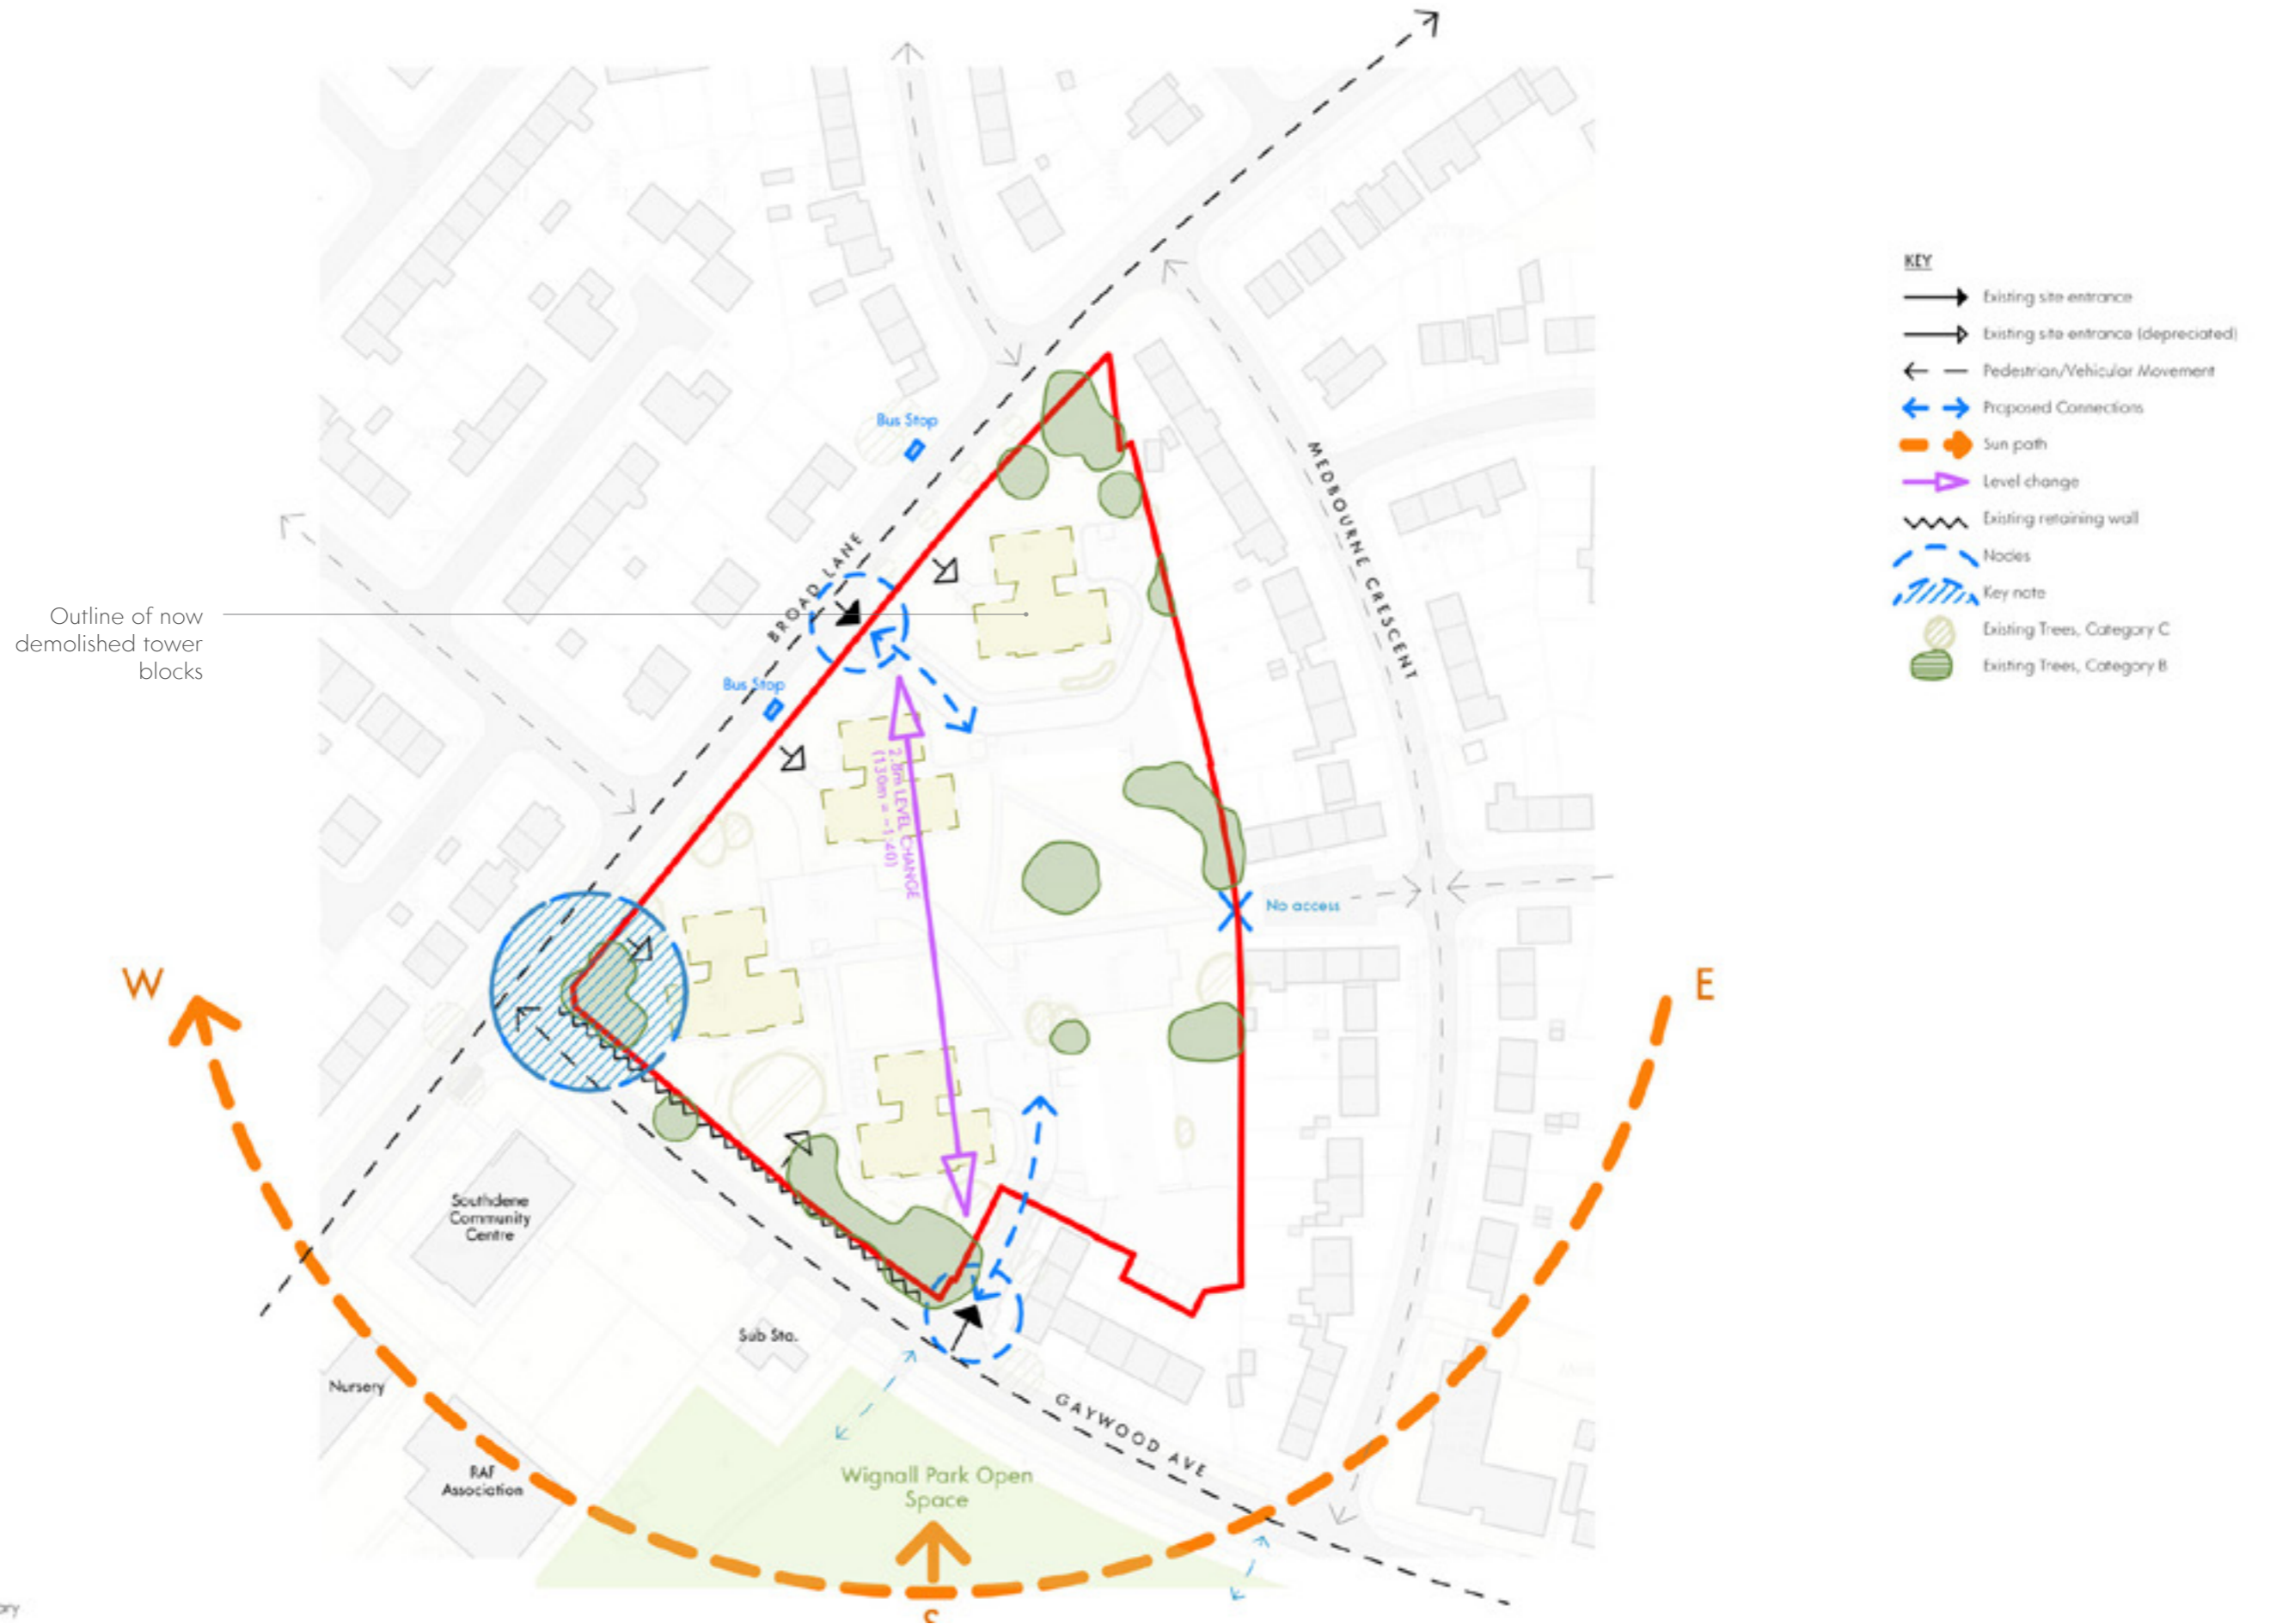 Outline of now
demolished tower
blocks
Bus Stop
BROAD LANE
Bus Stop
MEDBOURNE CRESCENT
2.8m LEVEL CHANGE
(130m = ~1:40)
No access
W
E
S
Southdene
Community
Centre
Sub Sta.
Nursery
RAF
Association
GAYWOOD AVE
Wignall Park Open
Space
KEY
Existing site entrance
Existing site entrance (depreciated)
Pedestrian/Vehicular Movement
Proposed Connections
Sun path
Level change
Existing retaining wall
Nodes
Key note
Existing Trees, Category C
Existing Trees, Category B